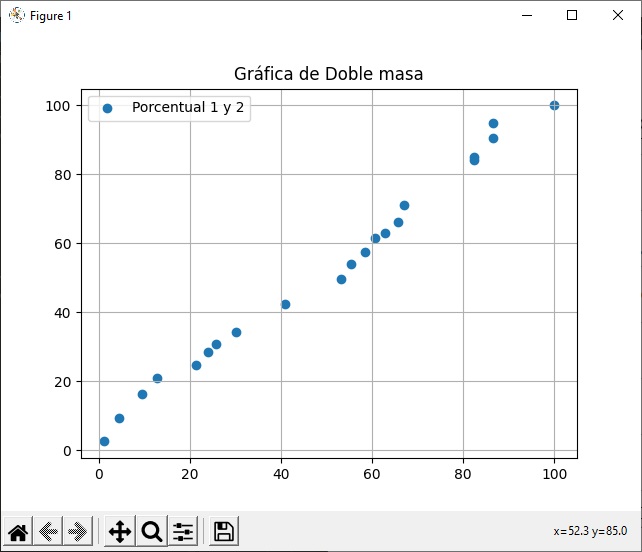 Figure 1
Gráfica de Doble masa
Porcentual 1 y 2
100
80
60
40
20
0
0 20 40 60 80 100
x=52.3 y=85.0